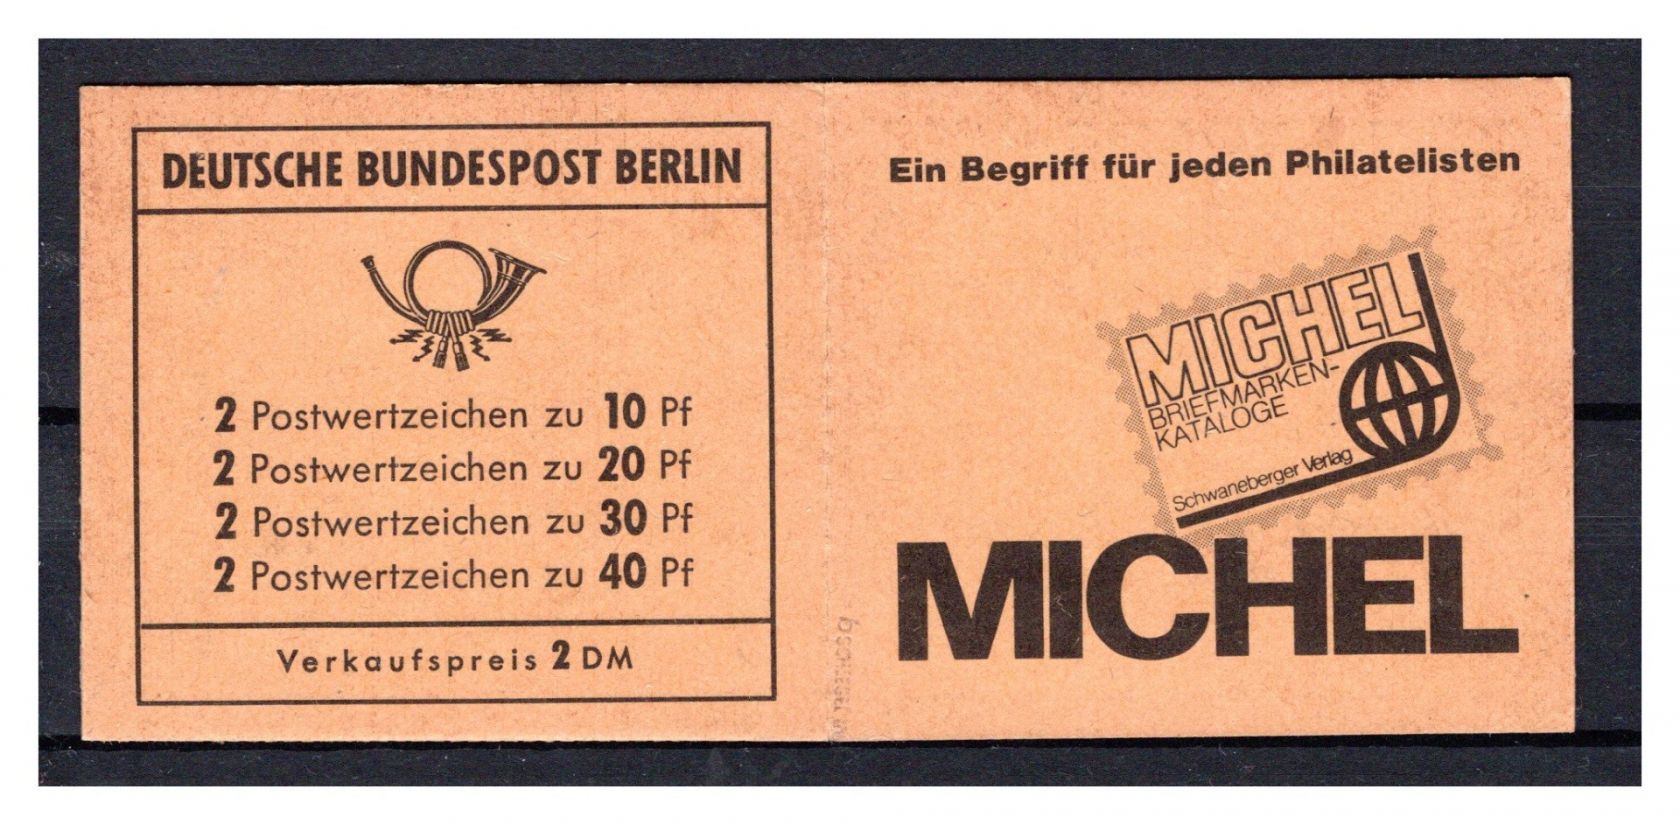 DEUTSCHE BUNDESPOST BERLIN
2 Postwertzeichen zu 10 Pf
2 Postwertzeichen zu 20 Pf
2 Postwertzeichen zu 30 Pf
2 Postwertzeichen zu 40 Pf
Verkaufspreis 2 DM
Ein Begriff für jeden Philatelisten
MICHEL
BRIEFMARKEN-
KATALOGE
Schwaneberger Verlag
MICHEL